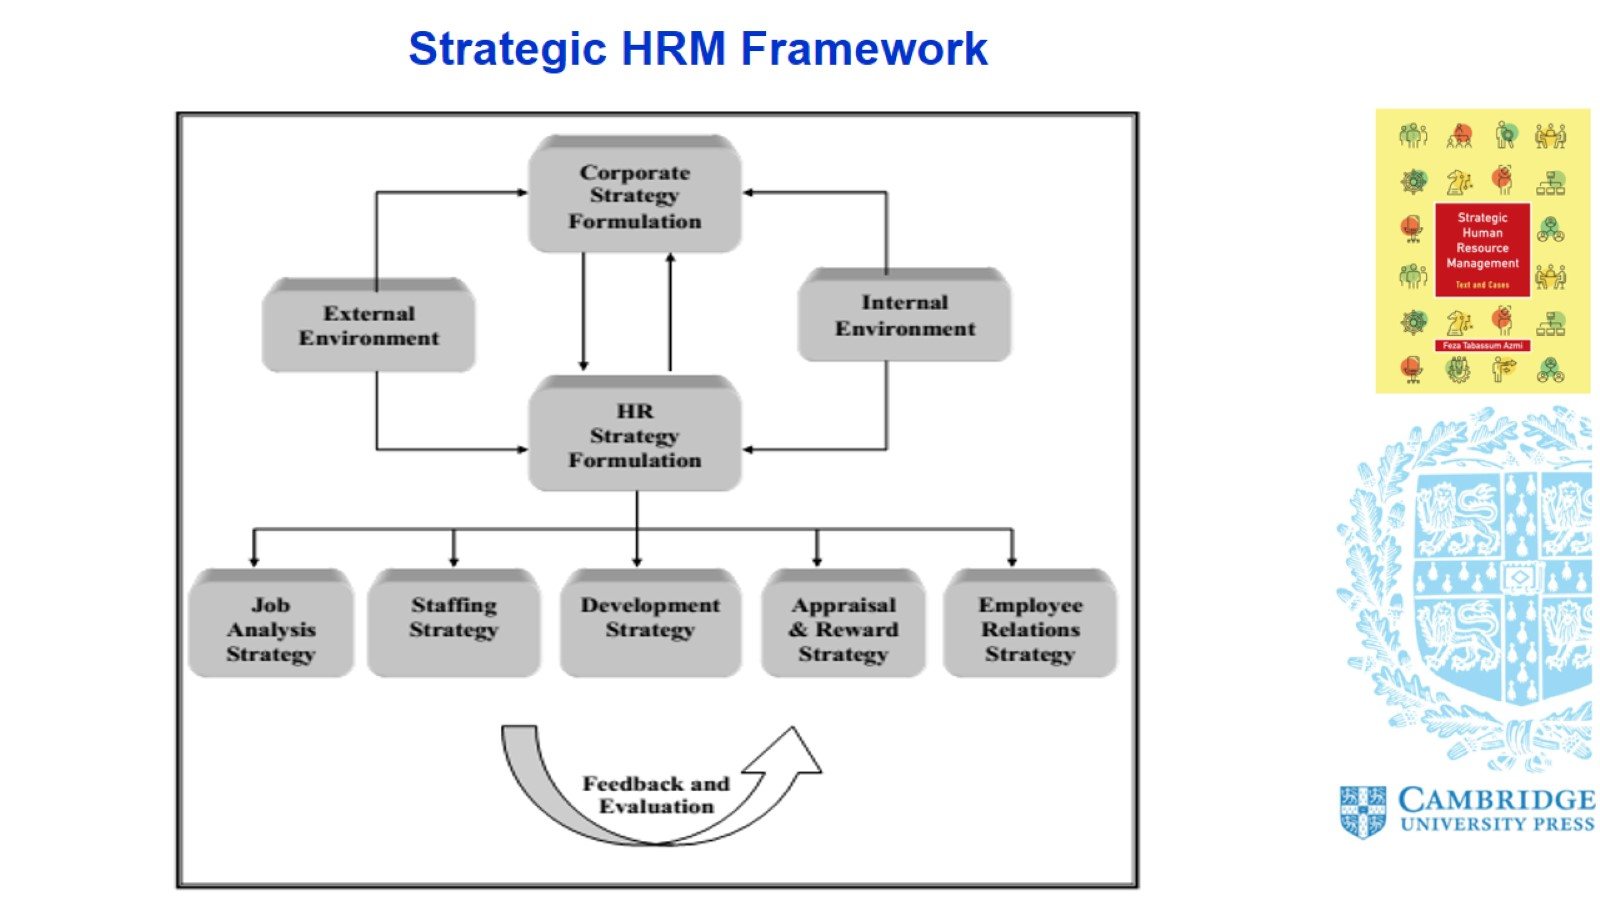 Strategic HRM Framework
Corporate
Strategy
Formulation
External
Environment
Internal
Environment
HR
Strategy
Formulation
Job
Analysis
Strategy
Staffing
Strategy
Development
Strategy
Appraisal
& Reward
Strategy
Employee
Relations
Strategy
Feedback and
Evaluation
Strategic
Human
Resource
Management
Text and Cases
Feza Tabassum Azmi
CAMBRIDGE
UNIVERSITY PRESS